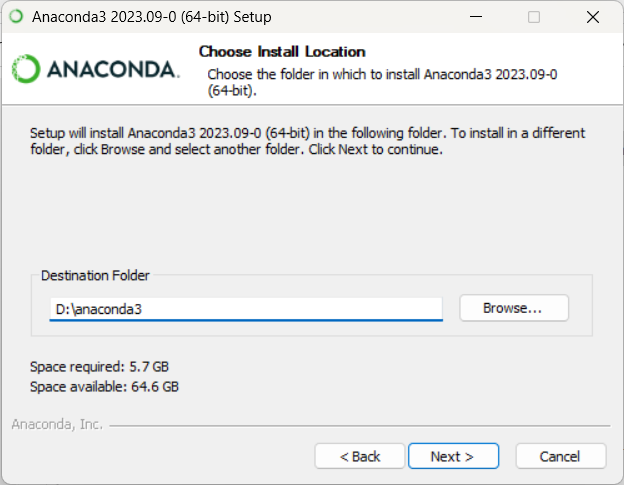 Anaconda3 2023.09-0 (64-bit) Setup
ANACONDA.
Choose Install Location
Choose the folder in which to install Anaconda3 2023.09-0
(64-bit).
Setup will install Anaconda3 2023.09-0 (64-bit) in the following folder. To install in a different
folder, click Browse and select another folder. Click Next to continue.
Destination Folder
D:\anaconda3
Browse...
Space required: 5.7 GB
Space available: 64.6 GB
Anaconda, Inc.
< Back
Next >
Cancel